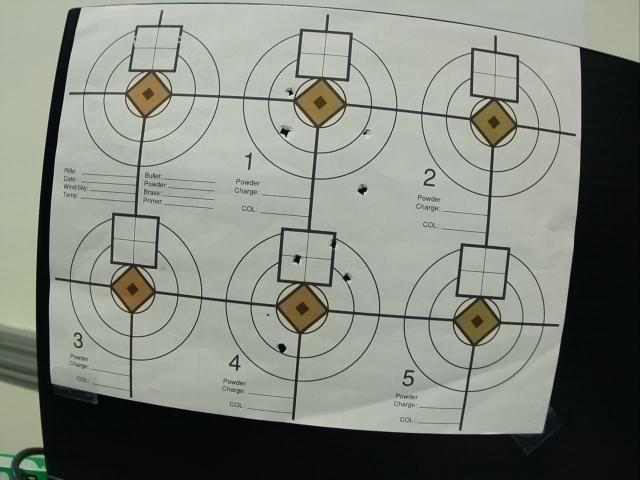 Rifle:
Date:
Wind/Sky:
Temp:
Bullet:
Powder:
Brass:
Primer:
1
Powder
Charge:
COL:
2
Powder
Charge:
COL:
3
Powder
Charge:
COL:
4
Powder
Charge:
COL:
5
Powder
Charge:
COL: